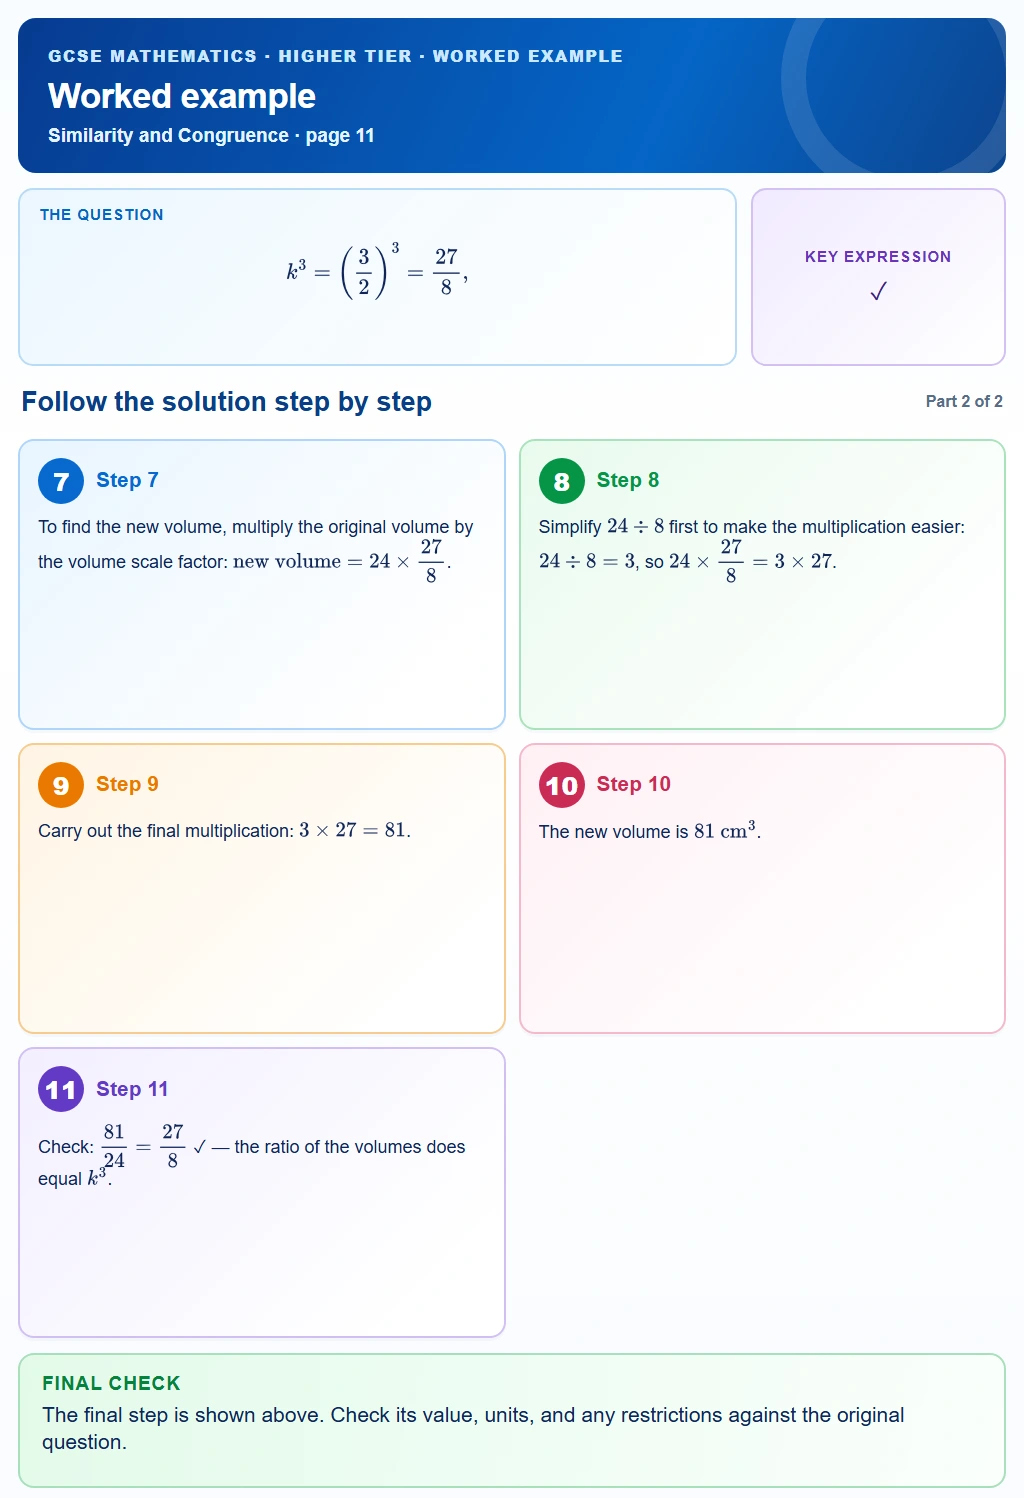 GCSE MATHEMATICS · HIGHER TIER · WORKED EXAMPLE
Worked example
Similarity and Congruence · page 11
THE QUESTION
k³ = (3/2)³ = 27/8,
KEY EXPRESSION
✓
Follow the solution step by step
Part 2 of 2
7 Step 7
To find the new volume, multiply the original volume by
the volume scale factor: new volume = 24 × 27/8.
8 Step 8
Simplify 24 ÷ 8 first to make the multiplication easier:
24 ÷ 8 = 3, so 24 × 27/8 = 3 × 27.
9 Step 9
Carry out the final multiplication: 3 × 27 = 81.
10 Step 10
The new volume is 81 cm³.
11 Step 11
Check: 81/24 = 27/8 ✓ — the ratio of the volumes does
equal k³.
FINAL CHECK
The final step is shown above. Check its value, units, and any restrictions against the original
question.